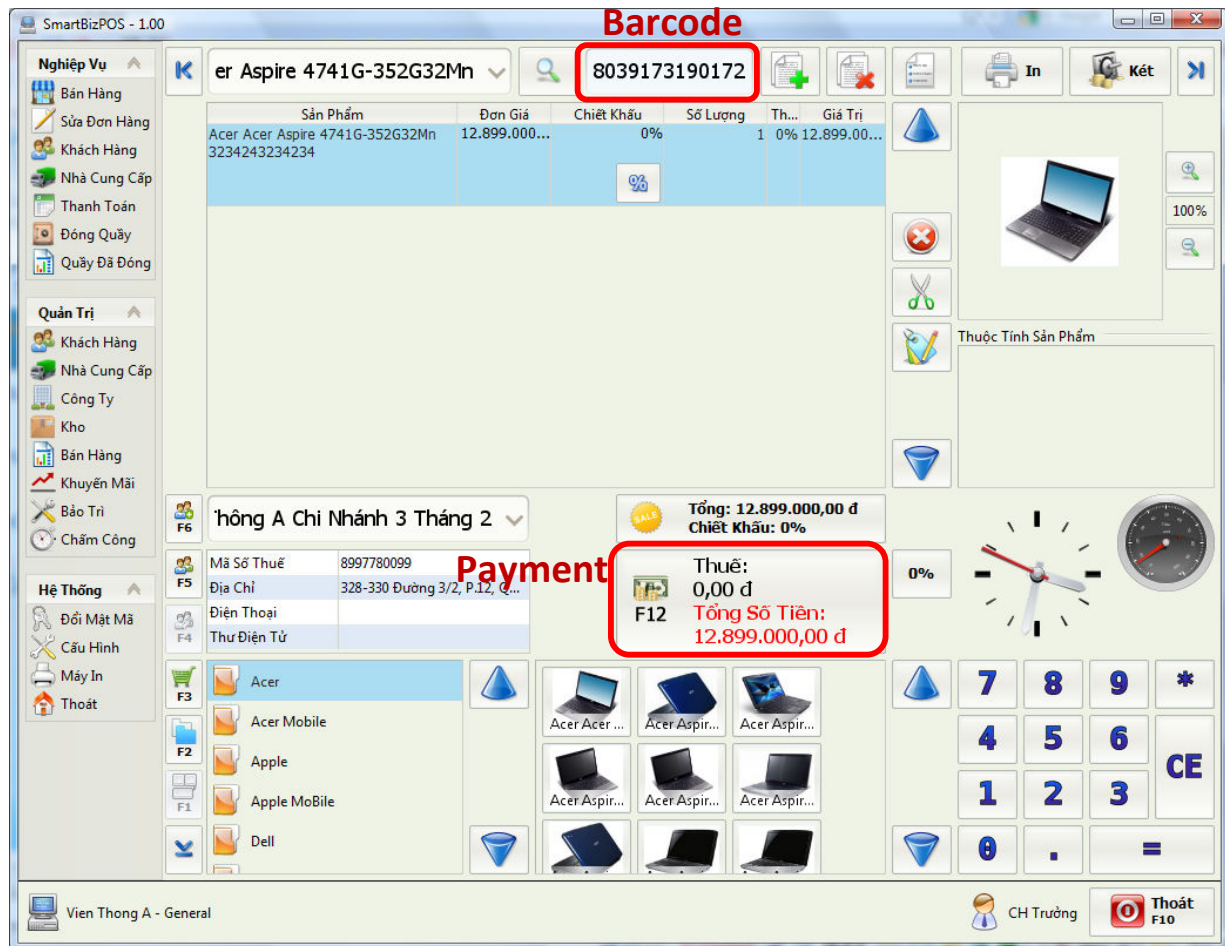 SmartBizPOS - 1.00
Barcode
Nghiệp Vụ
Bán Hàng
Sửa Đơn Hàng
Khách Hàng
Nhà Cung Cấp
Thanh Toán
Đóng Quầy
Quầy Đã Đóng
Quản Trị
Khách Hàng
Nhà Cung Cấp
Công Ty
Kho
Bán Hàng
Khuyến Mãi
Bảo Trì
Chấm Công
Hệ Thống
Đổi Mật Mã
Cấu Hình
Máy In
Thoát
er Aspire 4741G-352G32Mn
8039173190172
In
Két
Sản Phẩm Đơn Giá Chiết Khấu Số Lượng Th... Giá Trị
Acer Acer Aspire 4741G-352G32Mn 12.899.000... 0% 1 0% 12.899.00...
3234243234234
%
100%
Thuộc Tính Sản Phẩm
F6
hông A Chi Nhánh 3 Tháng 2
SALE
Tổng: 12.899.000,00 đ
Chiết Khấu: 0%
F5
F4
Mã Số Thuế 8997780099
Địa Chỉ 328-330 Đường 3/2, P.12, Q...
Điện Thoại
Thư Điện Tử
Payment
F12
Thuế:
0,00 đ
Tổng Số Tiền:
12.899.000,00 đ
0%
F3
F2
F1
Acer
Acer Mobile
Apple
Apple MoBile
Dell
Acer Acer ... Acer Aspir... Acer Aspir...
Acer Aspir... Acer Aspir... Acer Aspir...
7 8 9 *
4 5 6 CE
1 2 3
0 . =
Vien Thong A - General
CH Trưởng
Thoát
F10